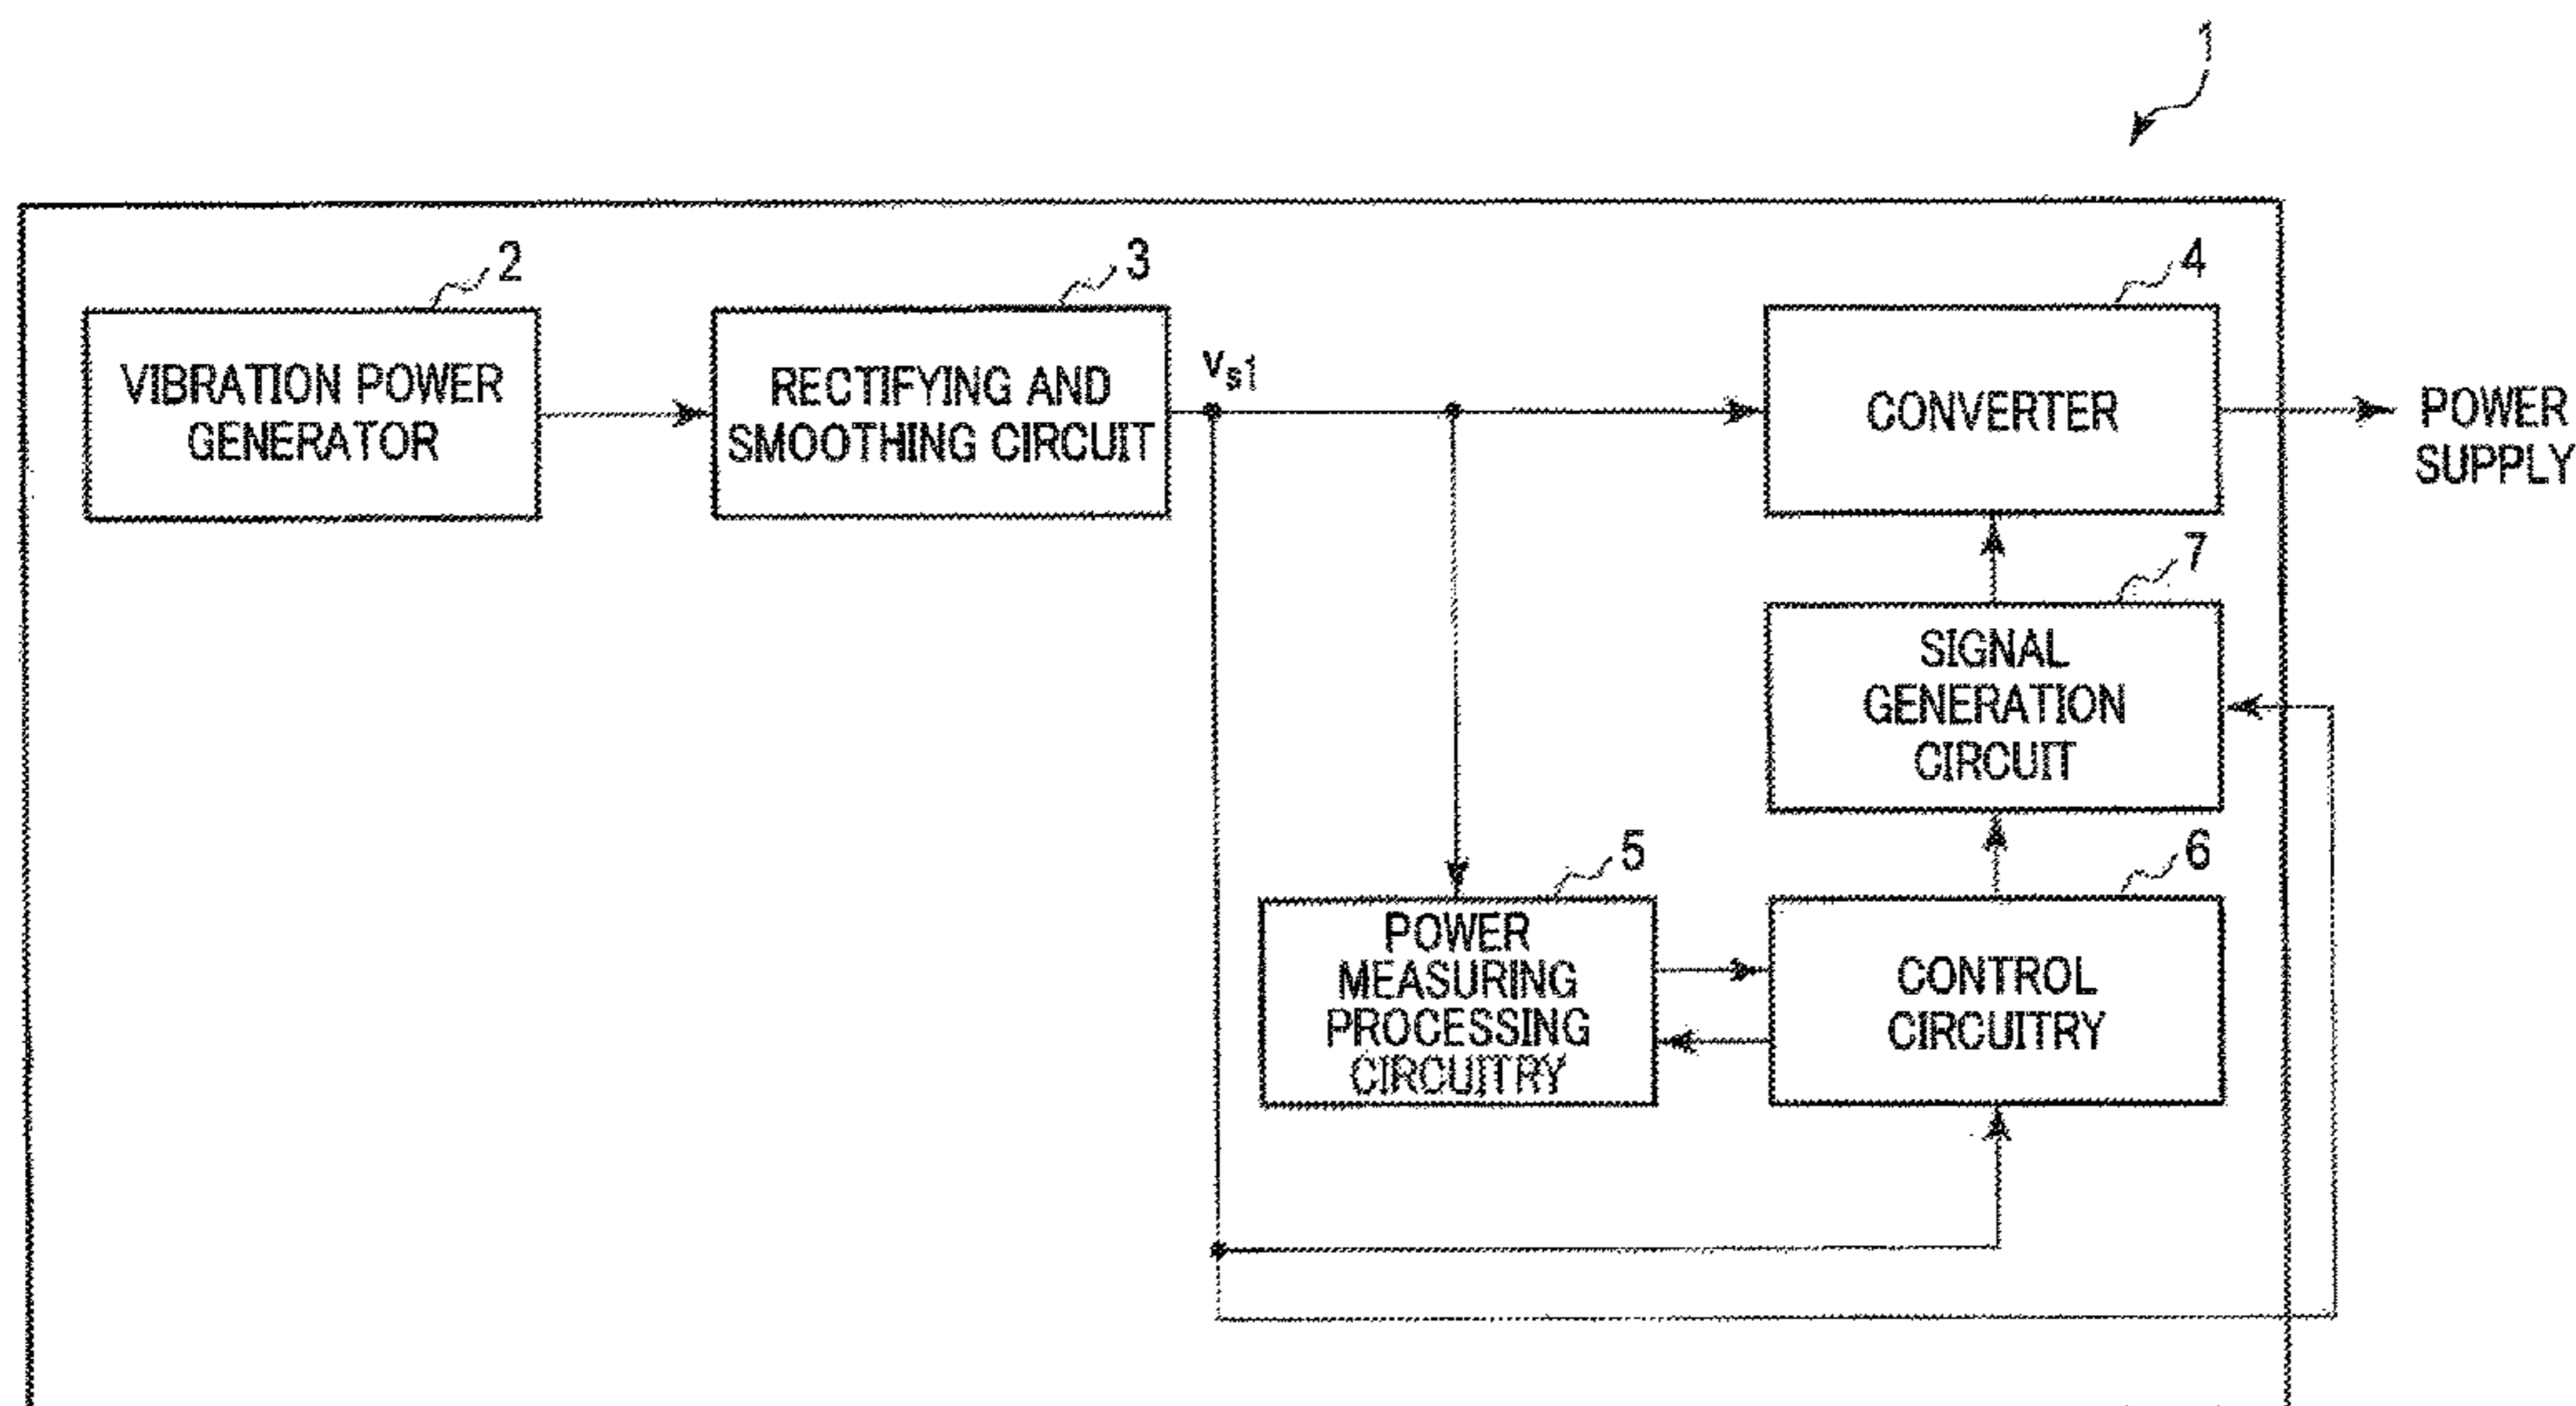 1
2
VIBRATION POWER
GENERATOR
3
RECTIFYING AND
SMOOTHING CIRCUIT
vs1
4
CONVERTER
POWER
SUPPLY
7
SIGNAL
GENERATION
CIRCUIT
5
POWER
MEASURING
PROCESSING
CIRCUITRY
6
CONTROL
CIRCUITRY